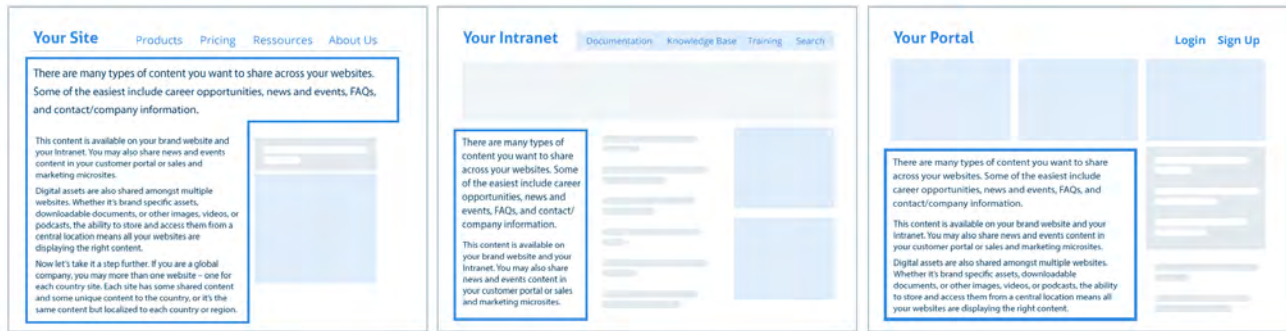 Your Site
Products Pricing Ressources About Us
There are many types of content you want to share across your websites.
Some of the easiest include career opportunities, news and events, FAQs,
and contact/company information.
This content is available on your brand website and
your Intranet. You may also share news and events
content in your customer portal or sales and
marketing microsites.
Digital assets are also shared amongst multiple
websites. Whether it's brand specific assets,
downloadable documents, or other images, videos, or
podcasts, the ability to store and access them from a
central location means all your websites are
displaying the right content.
Now let's take it a step further. If you are a global
company, you may more than one website – one for
each country site. Each site has some shared content
and some unique content to the country, or it's the
same content but localized to each country or region.
Your Intranet
Documentation Knowledge Base Training Search
There are many types of
content you want to share
across your websites. Some
of the easiest include career
opportunities, news and
events, FAQs, and contact/
company information.
This content is available on
your brand website and your
Intranet. You may also share
news and events content in
your customer portal or sales
and marketing microsites.
Your Portal
Login Sign Up
There are many types of content you want to share
across your websites. Some of the easiest include
career opportunities, news and events, FAQs, and
contact/company information.
This content is available on your brand website and your
Intranet. You may also share news and events content in
your customer portal or sales and marketing microsites.
Digital assets are also shared amongst multiple websites.
Whether it's brand specific assets, downloadable
documents, or other images, videos, or podcasts, the ability
to store and access them from a central location means all
your websites are displaying the right content.